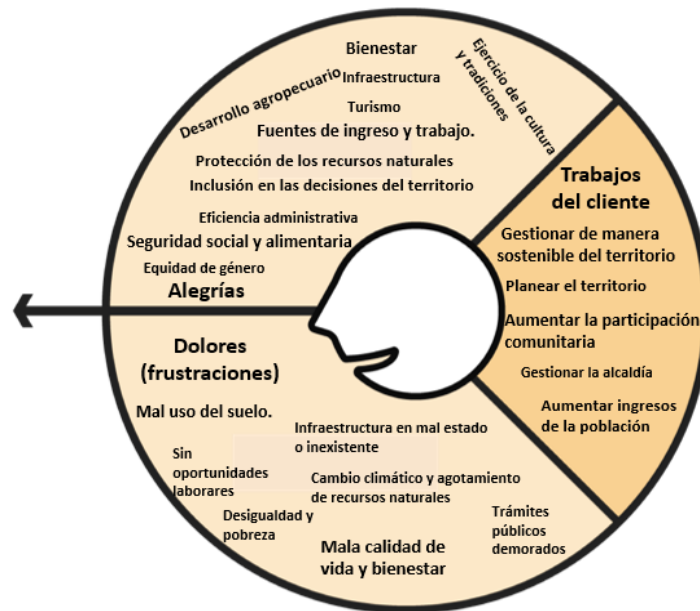 Bienestar
Infraestructura
Turismo
Desarrollo agropecuario
Ejercicio de la cultura
y tradiciones
Fuentes de ingreso y trabajo.
Protección de los recursos naturales
Inclusión en las decisiones del territorio
Eficiencia administrativa
Seguridad social y alimentaria
Equidad de género
Alegrías
Trabajos
del cliente
Gestionar de manera
sostenible del territorio
Planear el territorio
Aumentar la participación
comunitaria
Gestionar la alcaldía
Aumentar ingresos
de la población
Dolores
(frustraciones)
Mal uso del suelo.
Infraestructura en mal estado
o inexistente
Sin
oportunidades
laborares
Cambio climático y agotamiento
de recursos naturales
Desigualdad y
pobreza
Trámites
públicos
demorados
Mala calidad de
vida y bienestar